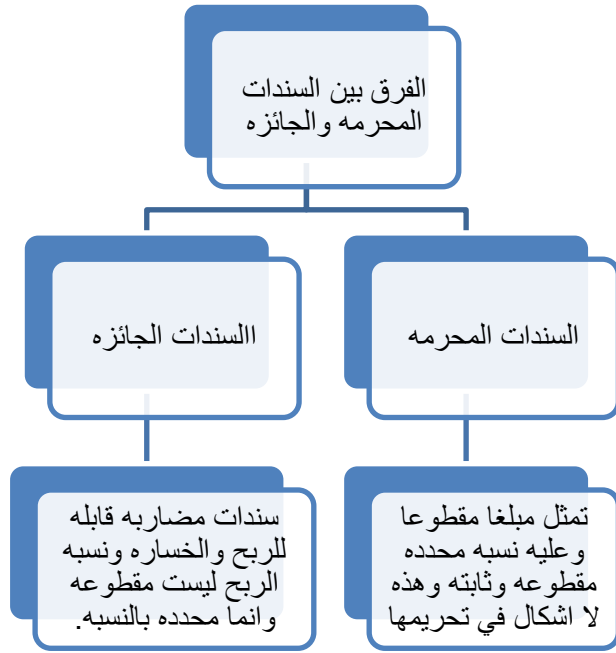 الفرق بين السندات
المحرمه والجائزه
السندات المحرمه
االسندات الجائزه
تمثل مبلغا مقطوعا
وعليه نسبه محدده
مقطوعه وثابته وهذه
لا اشكال في تحريمها
سندات مضاربه قابله
للربح والخساره ونسبه
الربح ليست مقطوعه
وانما محدده بالنسبه.